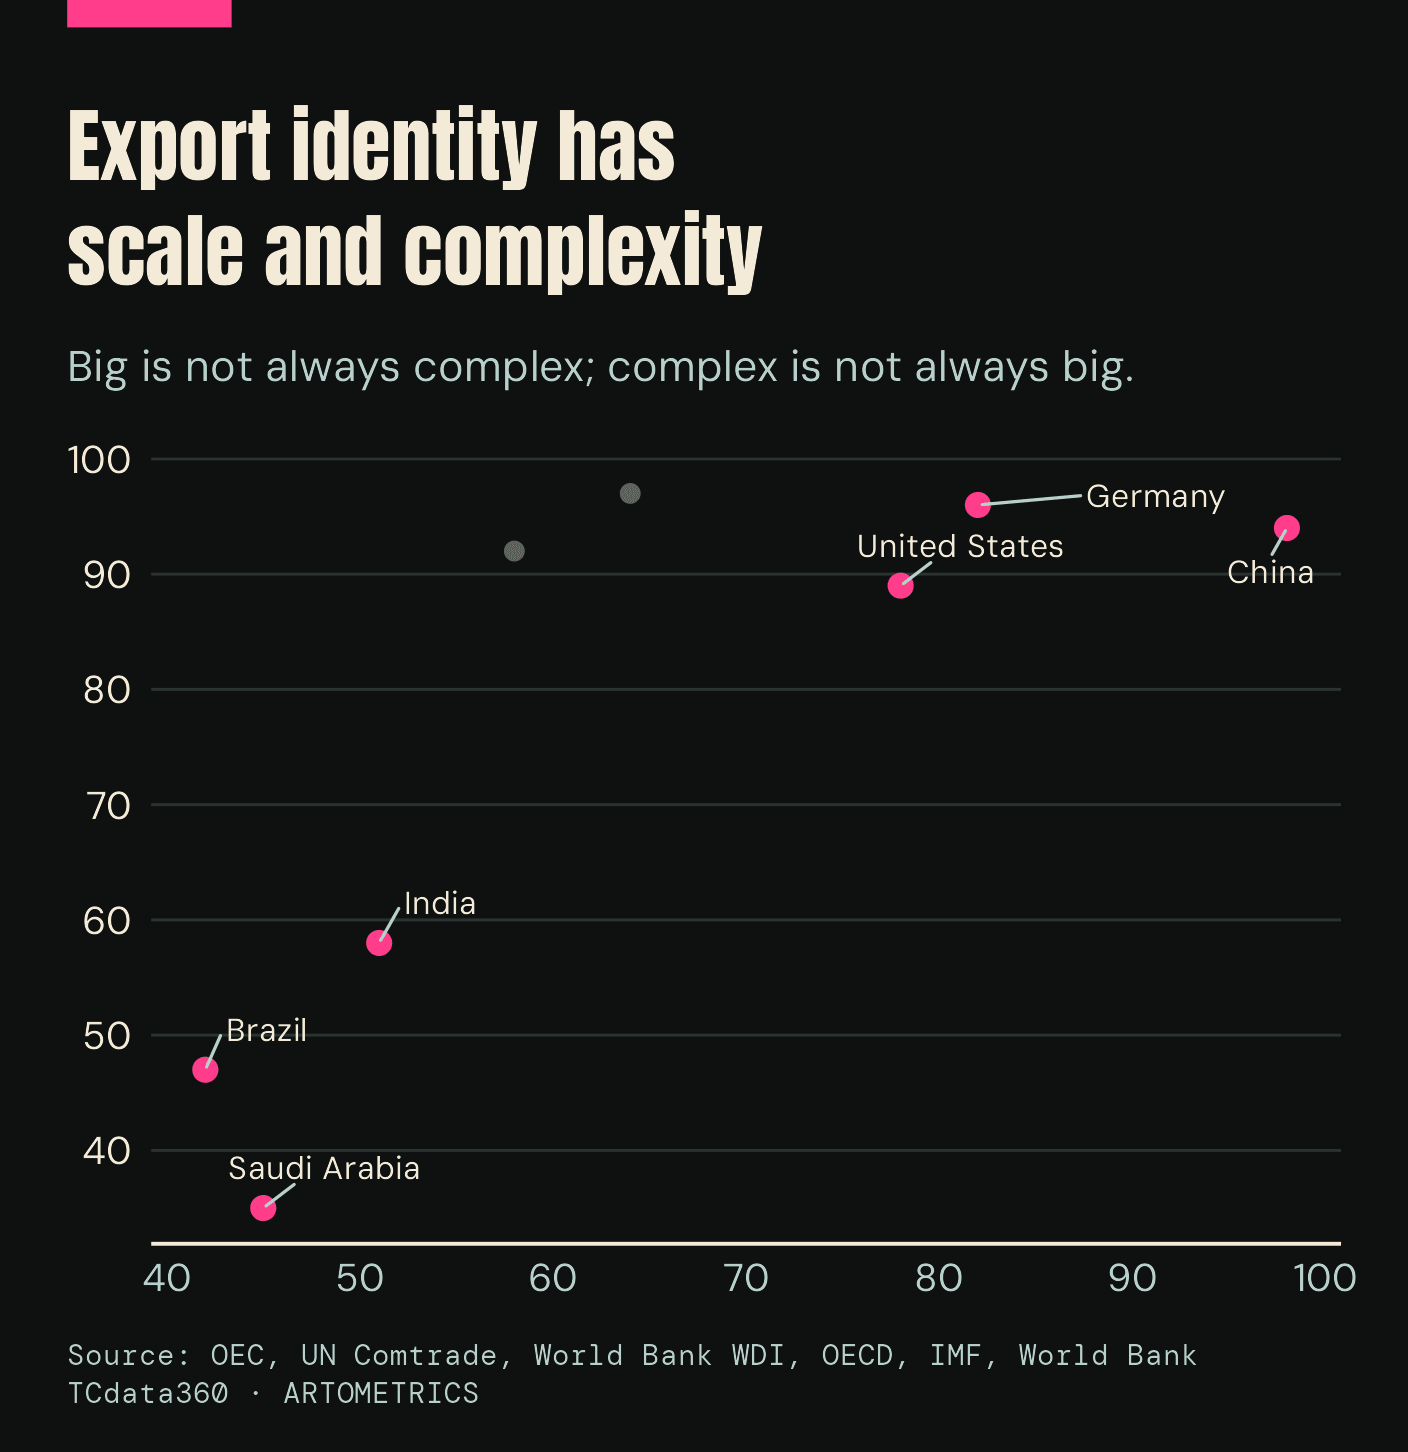 Export identity has
scale and complexity
Big is not always complex; complex is not always big.
100
Germany
United States
China
90
80
70
India
60
Brazil
50
40
Saudi Arabia
40 50 60 70 80 90 100
Source: OEC, UN Comtrade, World Bank WDI, OECD, IMF, World Bank
TCdata360 · ARTOMETRICS